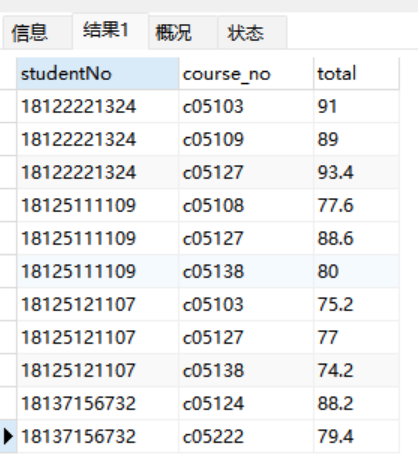 信息 结果1 概况 状态
studentNo course_no total
18122221324 c05103 91
18122221324 c05109 89
18122221324 c05127 93.4
18125111109 c05108 77.6
18125111109 c05127 88.6
18125111109 c05138 80
18125121107 c05103 75.2
18125121107 c05127 77
18125121107 c05138 74.2
18137156732 c05124 88.2
18137156732 c05222 79.4